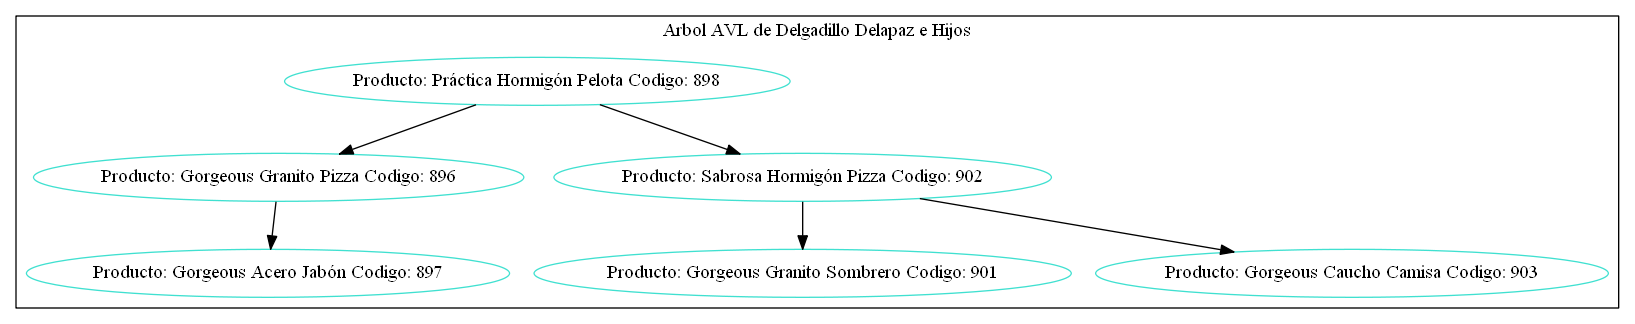 Arbol AVL de Delgadillo Delapaz e Hijos
Producto: Práctica Hormigón Pelota Codigo: 898
Producto: Gorgeous Granito Pizza Codigo: 896
Producto: Sabrosa Hormigón Pizza Codigo: 902
Producto: Gorgeous Acero Jabón Codigo: 897
Producto: Gorgeous Granito Sombrero Codigo: 901
Producto: Gorgeous Caucho Camisa Codigo: 903